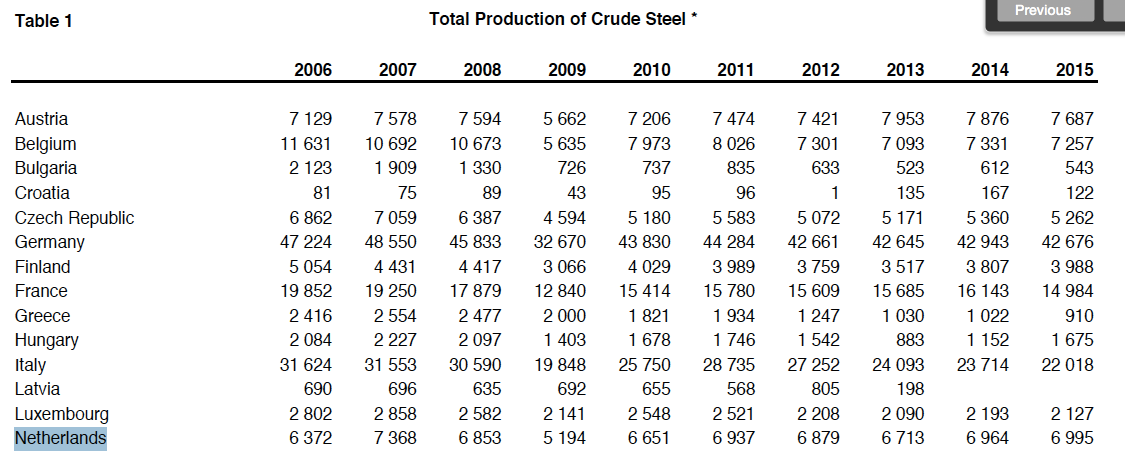 Previous
Table 1 Total Production of Crude Steel *
2006 2007 2008 2009 2010 2011 2012 2013 2014 2015
Austria 7 129 7 578 7 594 5 662 7 206 7 474 7 421 7 953 7 876 7 687
Belgium 11 631 10 692 10 673 5 635 7 973 8 026 7 301 7 093 7 331 7 257
Bulgaria 2 123 1 909 1 330 726 737 835 633 523 612 543
Croatia 81 75 89 43 95 96 1 135 167 122
Czech Republic 6 862 7 059 6 387 4 594 5 180 5 583 5 072 5 171 5 360 5 262
Germany 47 224 48 550 45 833 32 670 43 830 44 284 42 661 42 645 42 943 42 676
Finland 5 054 4 431 4 417 3 066 4 029 3 989 3 759 3 517 3 807 3 988
France 19 852 19 250 17 879 12 840 15 414 15 780 15 609 15 685 16 143 14 984
Greece 2 416 2 554 2 477 2 000 1 821 1 934 1 247 1 030 1 022 910
Hungary 2 084 2 227 2 097 1 403 1 678 1 746 1 542 883 1 152 1 675
Italy 31 624 31 553 30 590 19 848 25 750 28 735 27 252 24 093 23 714 22 018
Latvia 690 696 635 692 655 568 805 198
Luxembourg 2 802 2 858 2 582 2 141 2 548 2 521 2 208 2 090 2 193 2 127
Netherlands 6 372 7 368 6 853 5 194 6 651 6 937 6 879 6 713 6 964 6 995